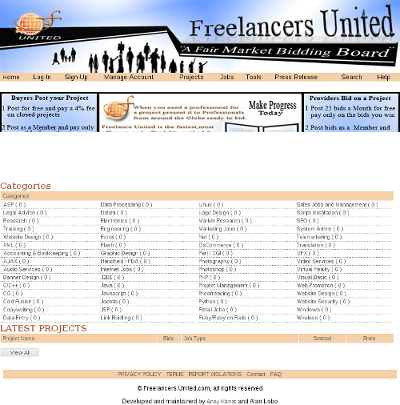 Freelancers United
UNITED
"A Fair Market Bidding Board"
Home Log-In Sign-Up Manage Account Projects Jobs Tools Press Release Search Help
Buyers Post your Project
1 Post for free and pay a 4% fee
on closed projects
2 Post as a Member and pay only
When you need a professional for
a project present it to Professionals
from around the Globe ready to bid.
Freelance United is the fastest,most
Make Progress
Today
Providers Bid on a Project
1 Post 25 bids a Month for free
pay only on the bids you win
2 Post bids as a Member and
Categories
Categories
ASP ( 0 ) Data Processing ( 0 ) Linux ( 0 ) Sales Jobs and Management ( 0 )
Legal Advice ( 0 ) Delphi ( 0 ) Logo Design ( 0 ) Script Installation ( 0 )
Research ( 0 ) Electronics ( 0 ) Market Research ( 0 ) SEO ( 0 )
Training ( 0 ) Engineering ( 0 ) Marketing Jobs ( 0 ) System Admin ( 0 )
Website Design ( 0 ) Excel ( 0 ) .Net ( 0 ) Telemarketing ( 0 )
XML ( 0 ) Flash ( 0 ) OsCommerce ( 0 ) Translation ( 0 )
Accounting & Bookkeeping ( 0 ) Graphic Design ( 0 ) Perl / CGI ( 0 ) VFX ( 0 )
AJAX ( 0 ) Handheld / PDA ( 0 ) Photography ( 0 ) Video Services ( 0 )
Audio Services ( 0 ) Internet Jobs ( 0 ) Photoshop ( 0 ) Virtual Reality ( 0 )
Banner Design ( 0 ) J2EE ( 0 ) PHP ( 0 ) Visual Basic ( 0 )
C/C++ ( 0 ) Java ( 0 ) Project Management ( 0 ) Web Promotion ( 0 )
CG ( 0 ) Javascript ( 0 ) Proofreading ( 0 ) Website Design ( 0 )
Cold Fusion ( 0 ) Joomla ( 0 ) Python ( 0 ) Website Security ( 0 )
Copywriting ( 0 ) JSP ( 0 ) Retail Jobs ( 0 ) Windows ( 0 )
Data Entry ( 0 ) Link Building ( 0 ) Ruby/Ruby on Rails ( 0 ) Wireless ( 0 )
LATEST PROJECTS
Project Name Bids Job Type Started Ends
View All
PRIVACY POLICY TERMS REPORT VIOLATIONS Contact FAQ
© Freelancers United.com, all rights reserved
Developed and maintained by Anay Kamat and Alan Lobo